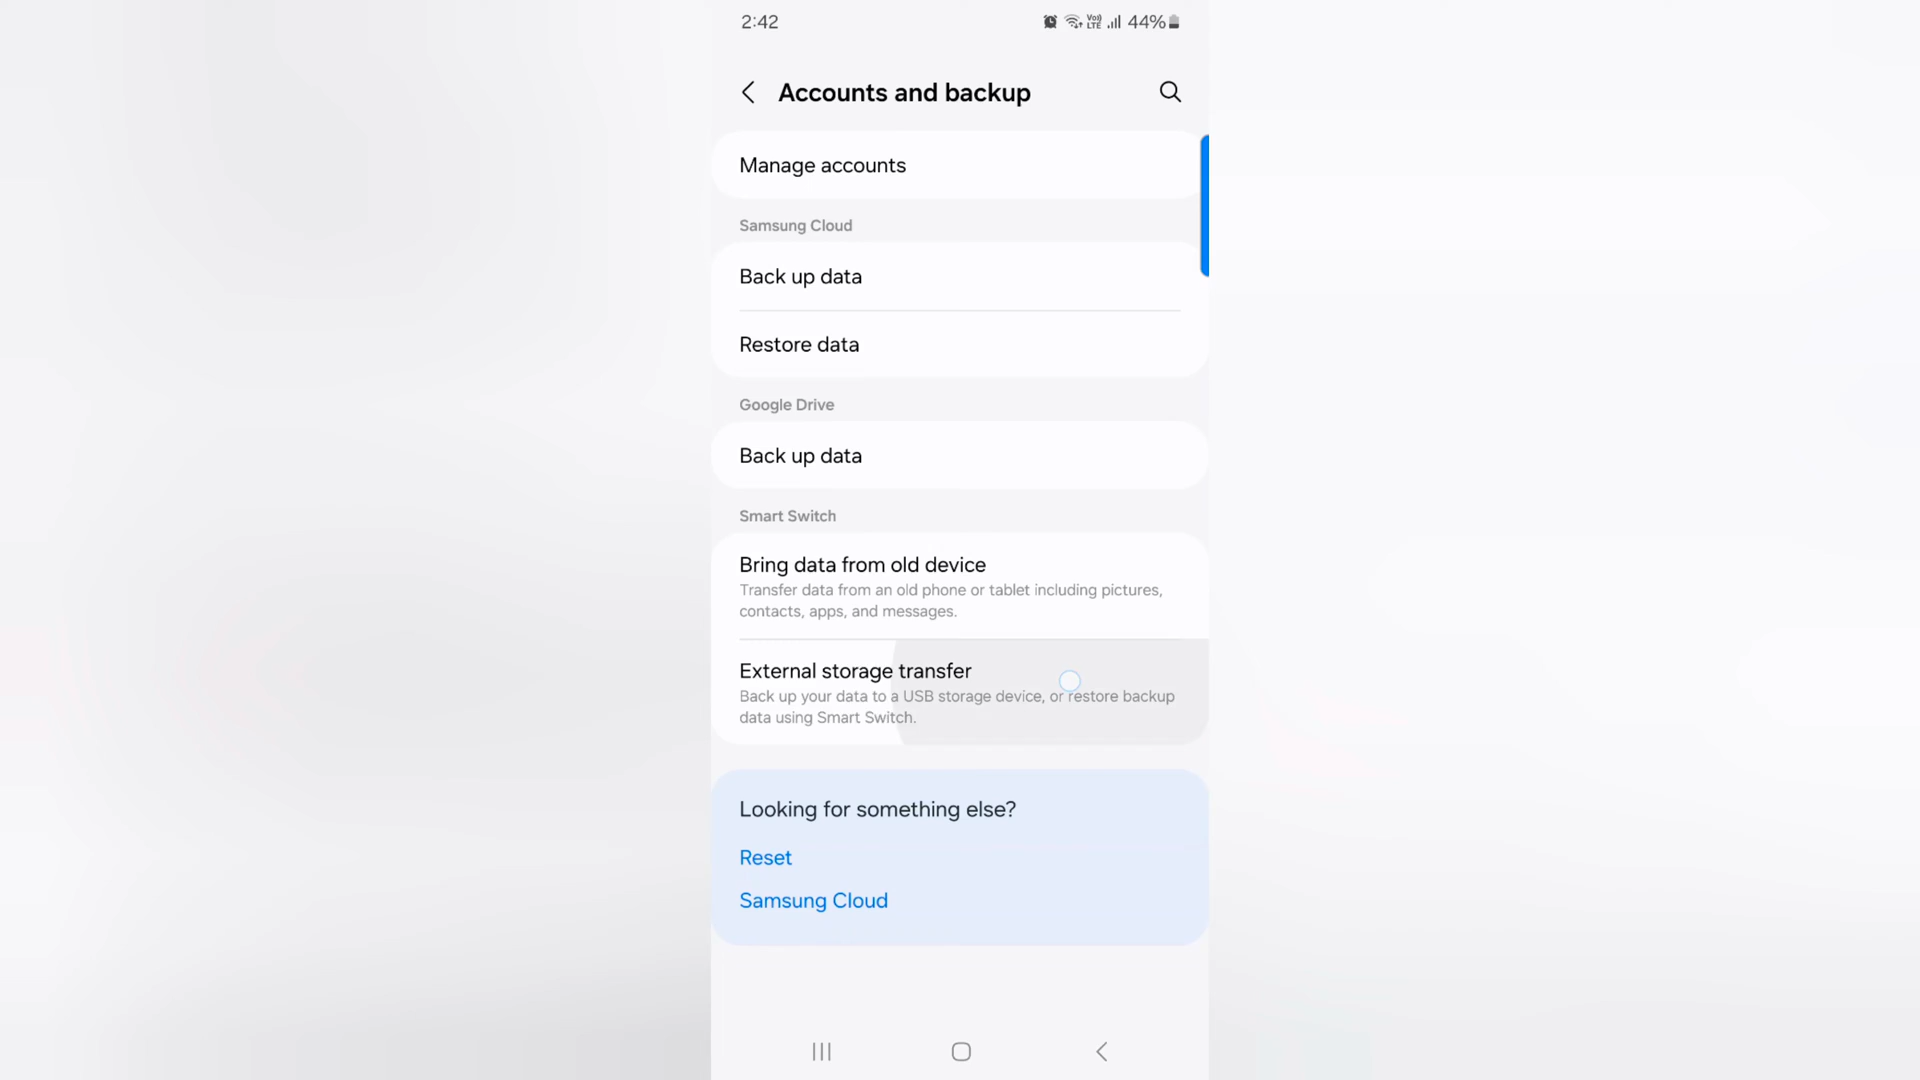 2:42
Vo)) LTE 44%
Accounts and backup
Manage accounts
Samsung Cloud
Back up data
Restore data
Google Drive
Back up data
Smart Switch
Bring data from old device
Transfer data from an old phone or tablet including pictures,
contacts, apps, and messages.
External storage transfer
Back up your data to a USB storage device, or restore backup
data using Smart Switch.
Looking for something else?
Reset
Samsung Cloud